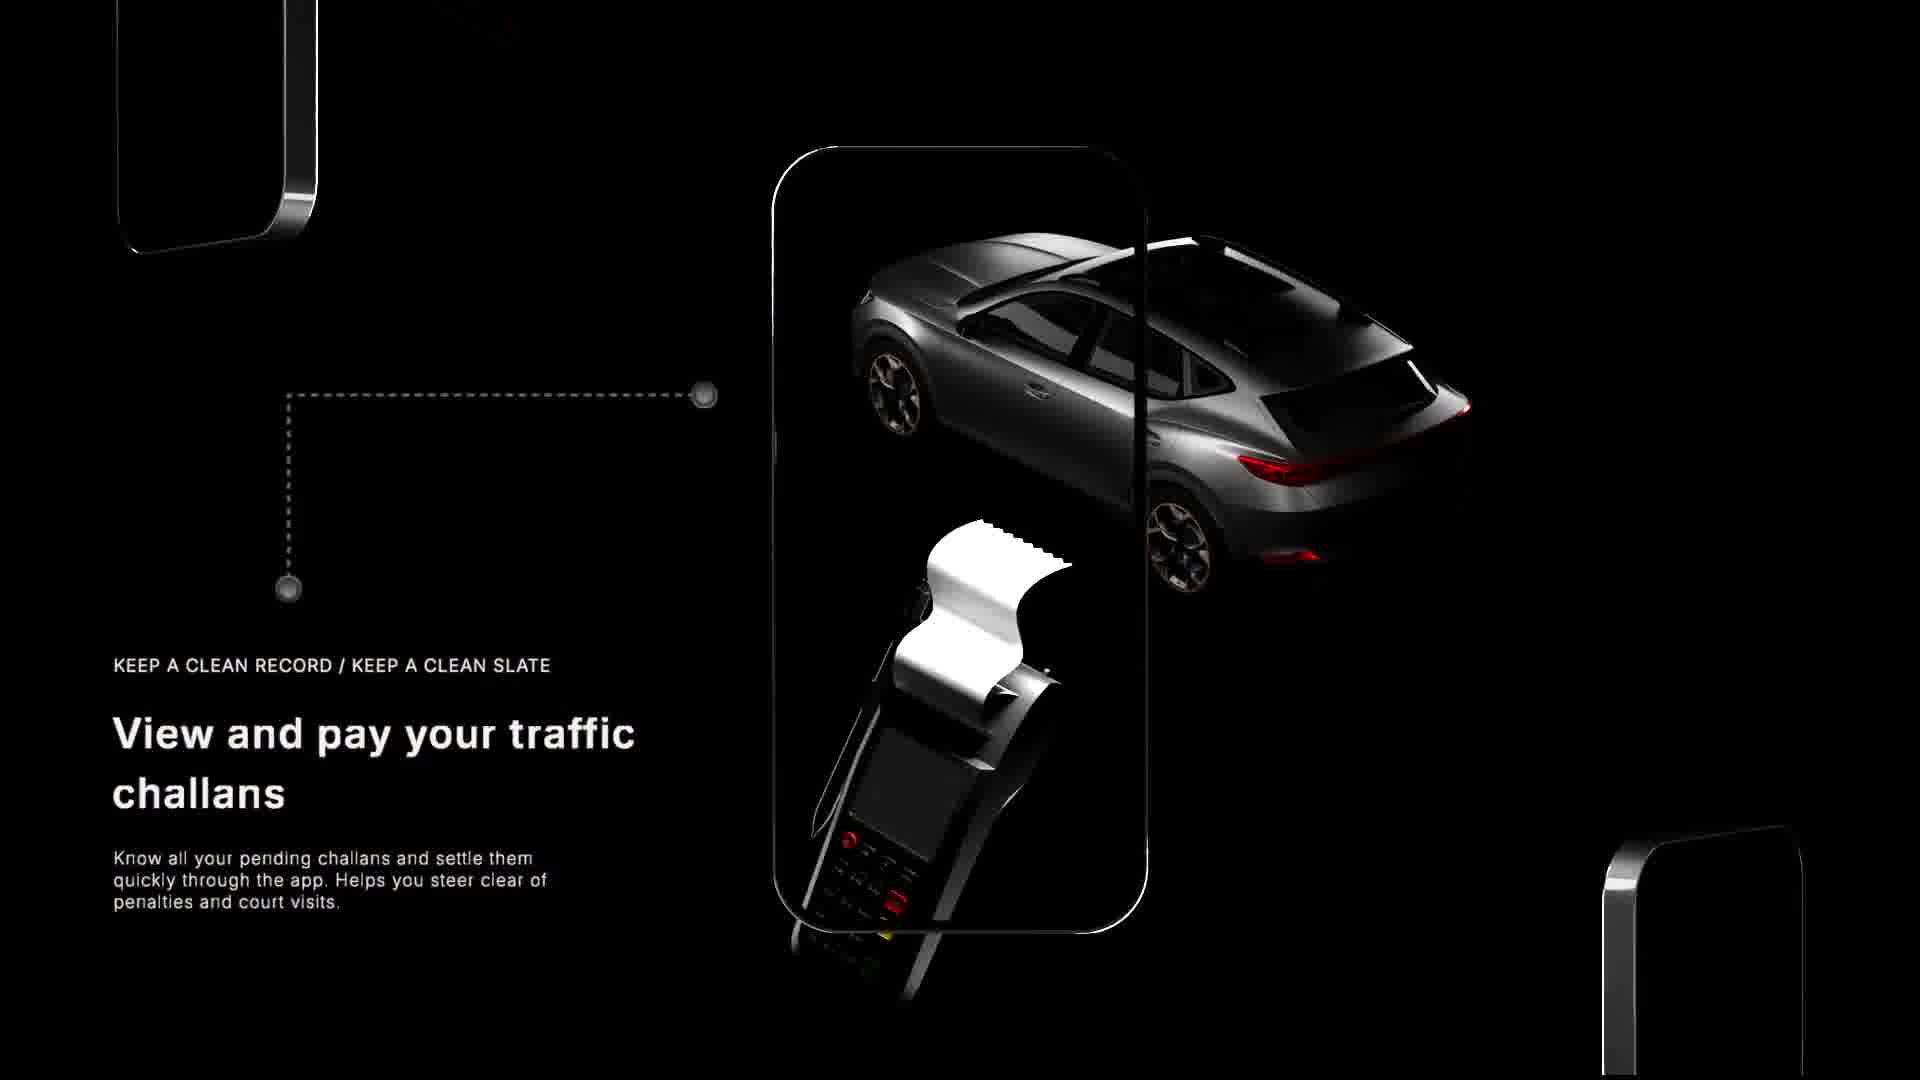 KEEP A CLEAN RECORD / KEEP A CLEAN SLATE
View and pay your traffic
challans
Know all your pending challans and settle them
quickly through the app. Helps you steer clear of
penalties and court visits.